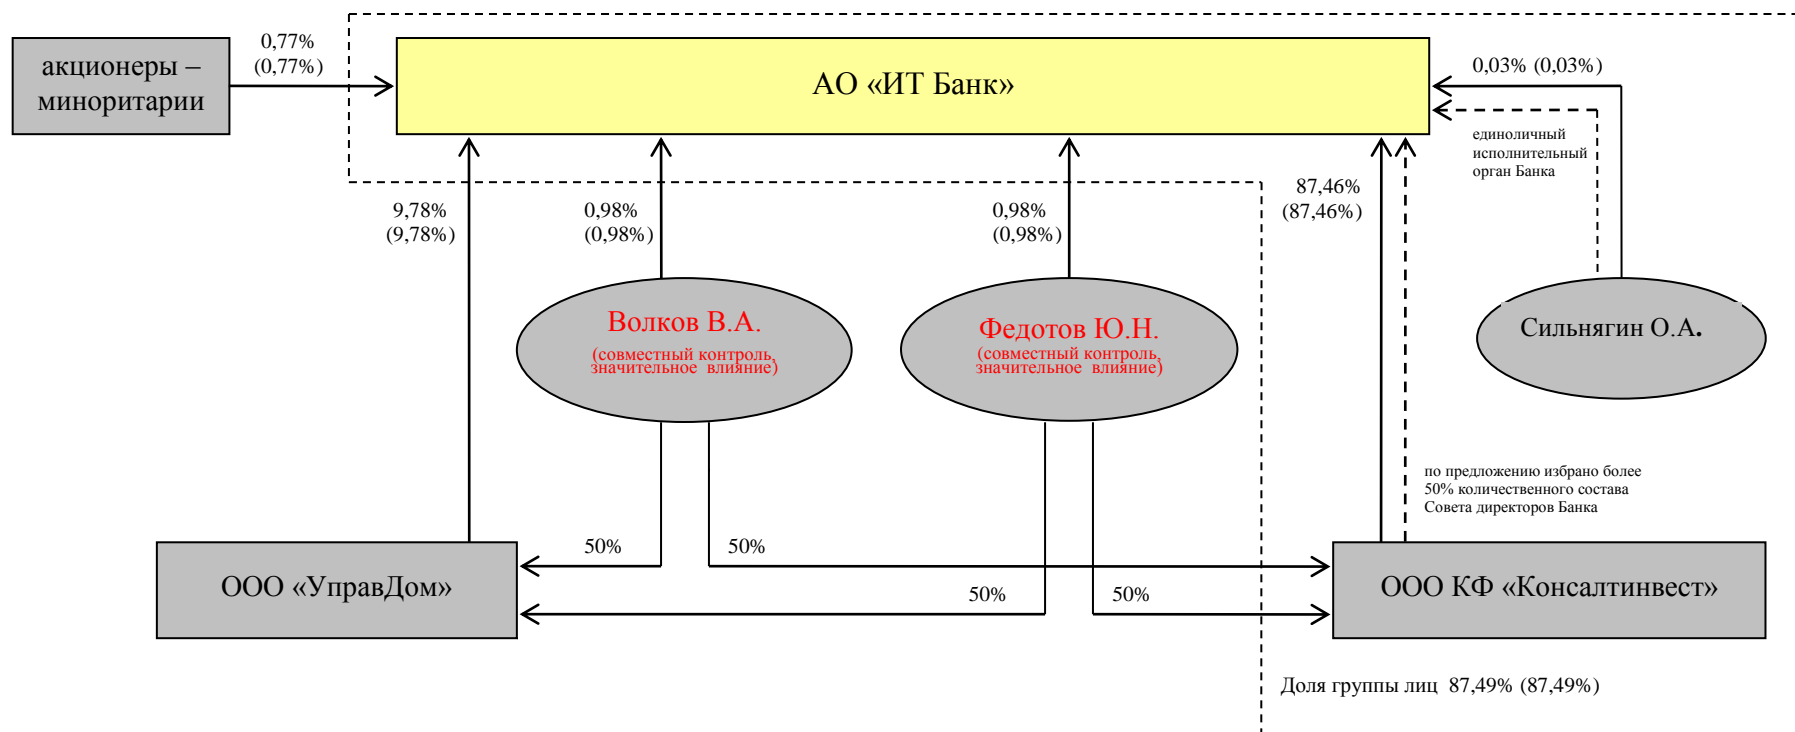 0,77%
(0,77%)
акционеры –
миноритарии
АО «ИТ Банк»
0,03% (0,03%)
единоличный
исполнительный
орган Банка
9,78%
(9,78%)
0,98%
(0,98%)
0,98%
(0,98%)
87,46%
(87,46%)
Волков В.А.
(совместный контроль,
значительное влияние)
Федотов Ю.Н.
(совместный контроль,
значительное влияние)
Сильнягин О.А.
по предложению избрано более
50% количественного состава
Совета директоров Банка
50%
50%
ООО «УправДом»
50%
50%
ООО КФ «Консалтинвест»
Доля группы лиц 87,49% (87,49%)